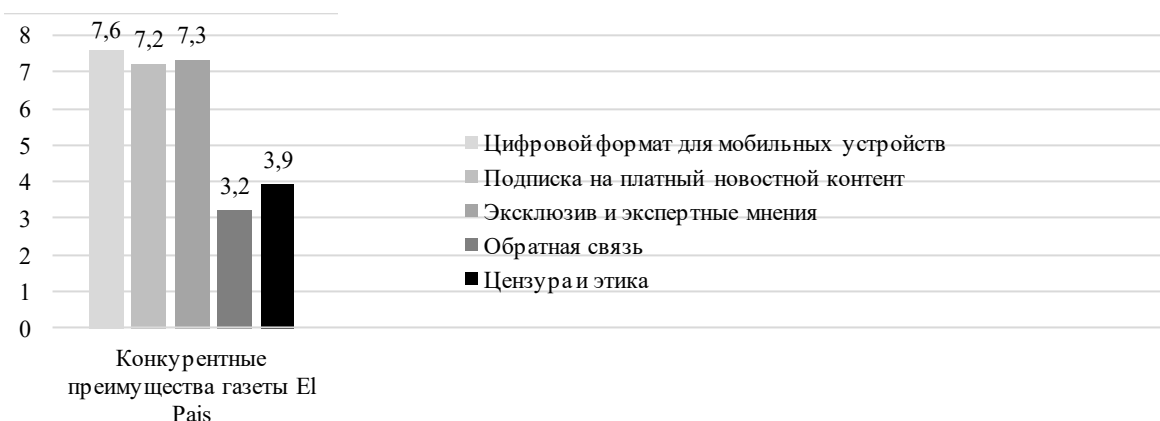 8
7
6
5
4
3
2
1
0
7,6
7,2
7,3
3,2
3,9
Конкурентные
преимущества газеты El
Pais
Цифровой формат для мобильных устройств
Подписка на платный новостной контент
Эксклюзив и экспертные мнения
Обратная связь
Цензура и этика